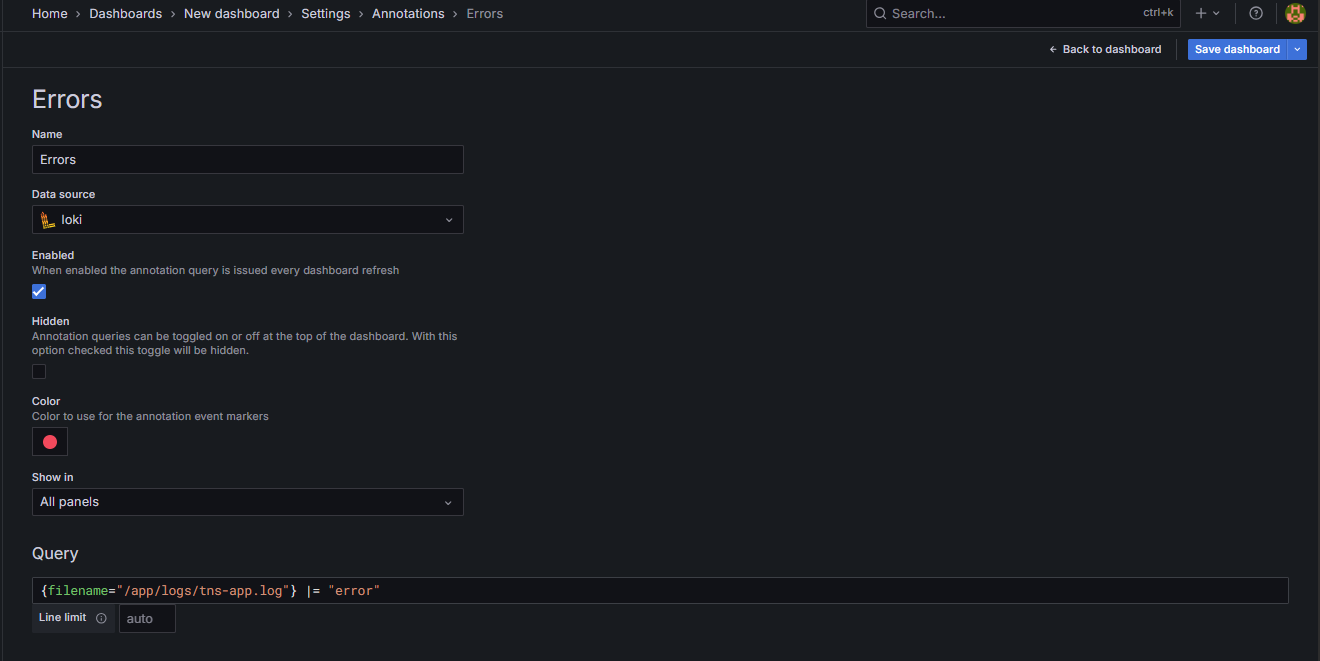 Home › Dashboards › New dashboard › Settings › Annotations › Errors
Search... ctrl+k
← Back to dashboard Save dashboard
Errors
Name
Errors
Data source
loki
Enabled
When enabled the annotation query is issued every dashboard refresh
Hidden
Annotation queries can be toggled on or off at the top of the dashboard. With this
option checked this toggle will be hidden.
Color
Color to use for the annotation event markers
Show in
All panels
Query
{filename="/app/logs/tns-app.log"} |= "error"
Line limit auto